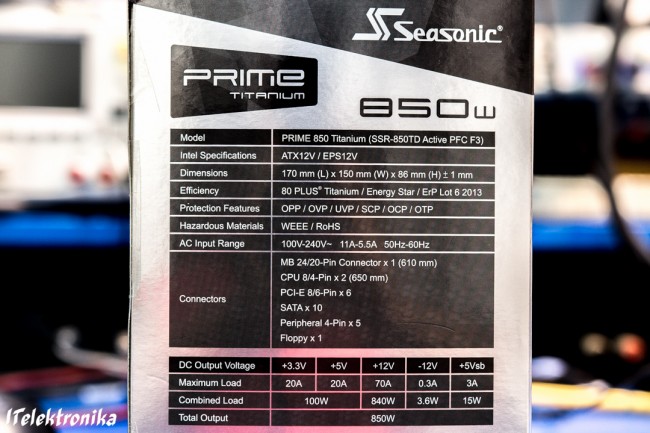 Seasonic®
PRIME
TITANIUM
850W
Model PRIME 850 Titanium (SSR-850TD Active PFC F3)
Intel Specifications ATX12V / EPS12V
Dimensions 170 mm (L) x 150 mm (W) x 86 mm (H) ± 1 mm
Efficiency 80 PLUS® Titanium / Energy Star / ErP Lot 6 2013
Protection Features OPP / OVP / UVP / SCP / OCP / OTP
Hazardous Materials WEEE / RoHS
AC Input Range 100V-240V~ 11A-5.5A 50Hz-60Hz
Connectors
MB 24/20-Pin Connector x 1 (610 mm)
CPU 8/4-Pin x 2 (650 mm)
PCI-E 8/6-Pin x 6
SATA x 10
Peripheral 4-Pin x 5
Floppy x 1
DC Output Voltage +3.3V +5V +12V -12V +5Vsb
Maximum Load 20A 20A 70A 0.3A 3A
Combined Load 100W 840W 3.6W 15W
Total Output 850W
ITelektronika